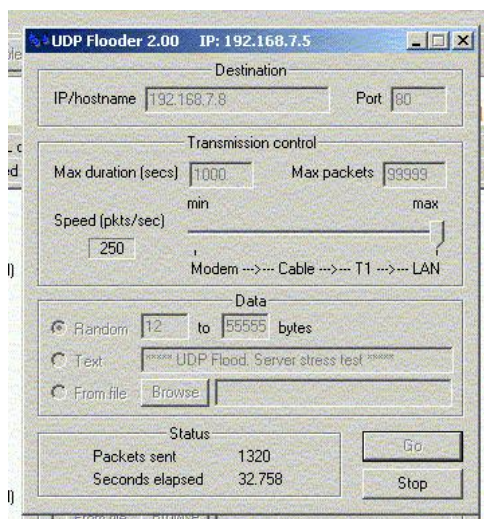 UDP Flooder 2.00 IP: 192.168.7.5
Destination
IP/hostname 192.168.7.8 Port 80
Transmission control
Max duration (secs) 1000 Max packets 99999
min max
Speed (pkts/sec)
250
Modem --->--- Cable --->--- T1 --->--- LAN
Data
Random 12 to 55555 bytes
Text ***** UDP Flood. Server stress test *****
From file Browse
Status
Packets sent 1320
Seconds elapsed 32.758
Go
Stop